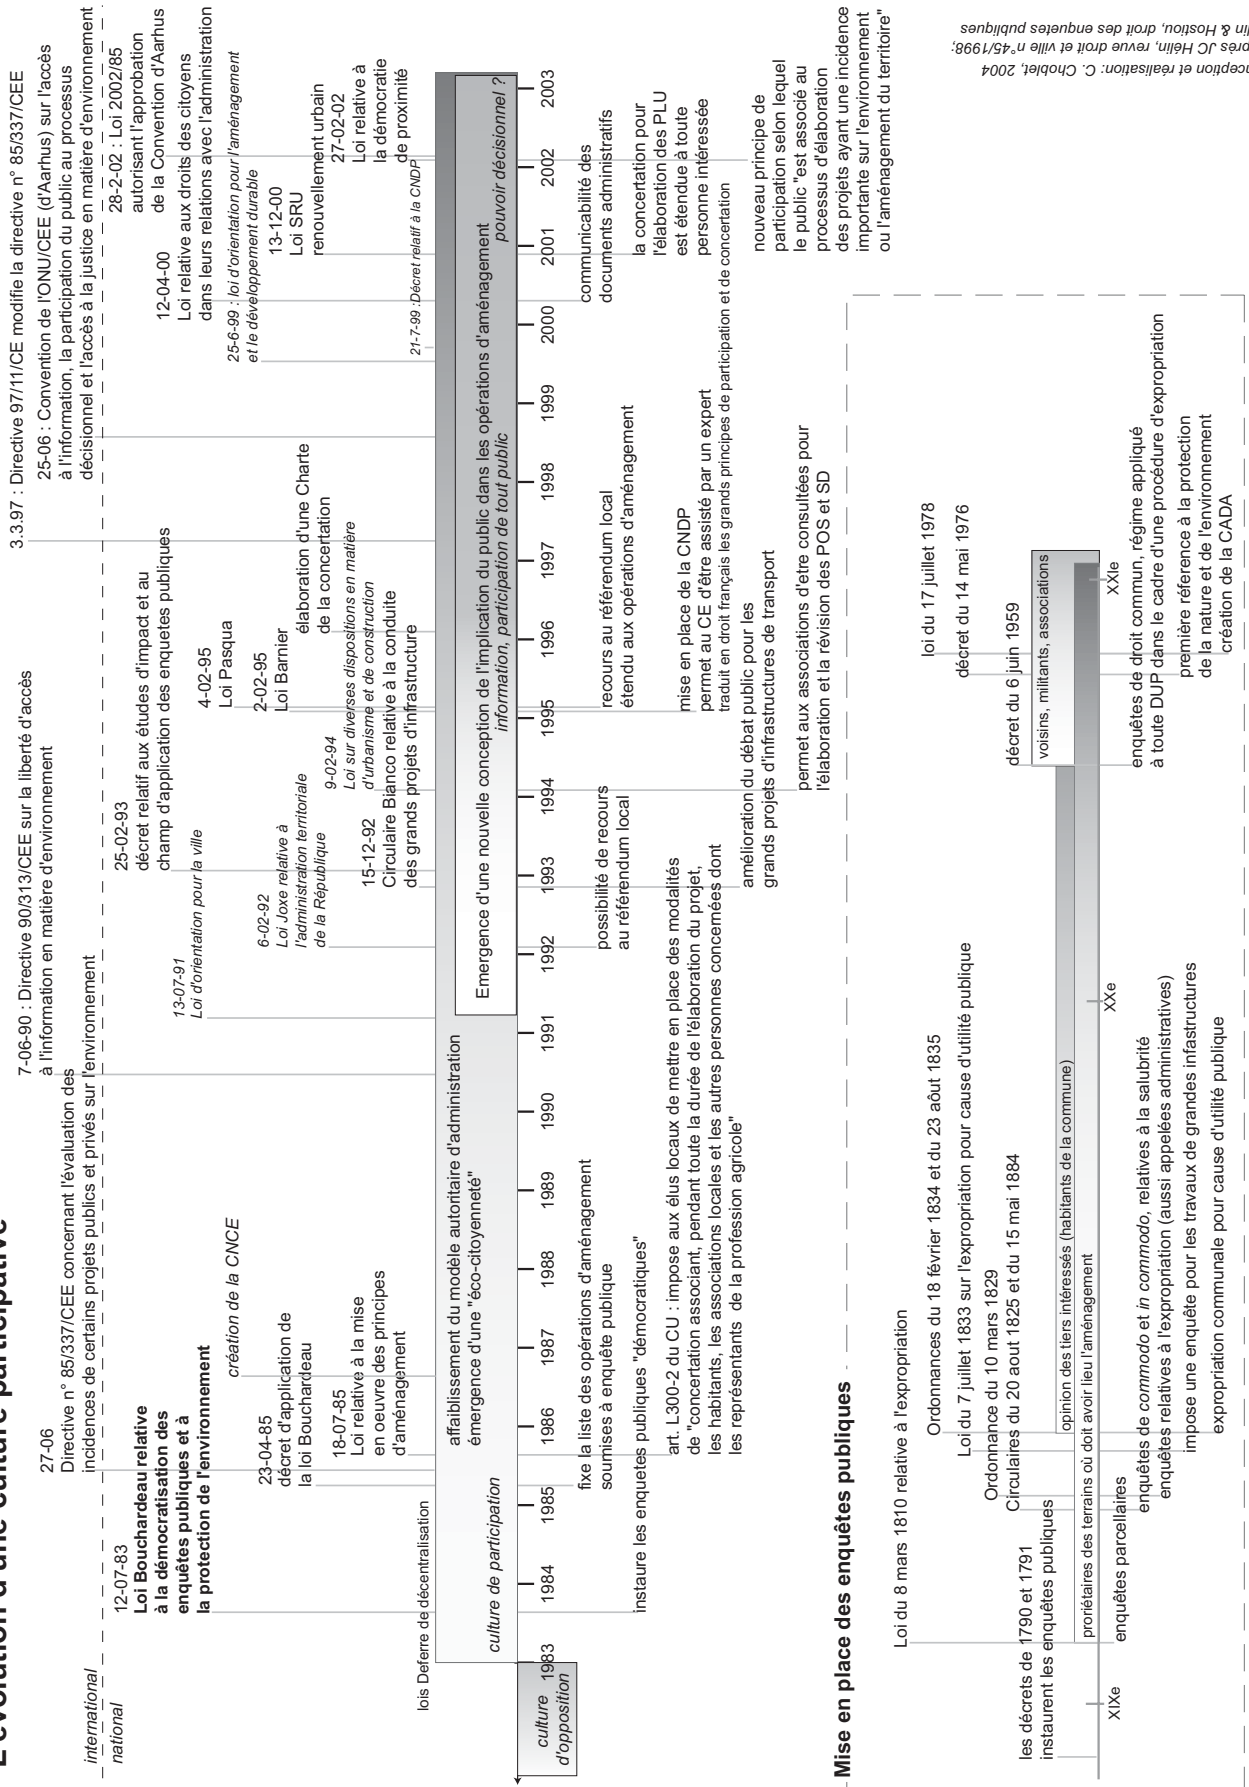 L'évolution d'une culture participative
international
national
27-06
Directive n° 85/337/CEE concernant l'évaluation des
incidences de certains projets publics et privés sur l'environnement
7-06-90 : Directive 90/313/CEE sur la liberté d'accès
à l'information en matière d'environnement
3.3.97 : Directive 97/11/CE modifie la directive n° 85/337/CEE
25-06 : Convention de l'ONU/CEE (d'Aarhus) sur l'accès
à l'information, la participation du public au processus
décisionnel et l'accès à la justice en matière d'environnement
12-07-83
Loi Bouchardeau relative
à la démocratisation des
enquêtes publiques et à
la protection de l'environnement
création de la CNCE
23-04-85
décret d'application de
la loi Bouchardeau
18-07-85
Loi relative à la mise
en oeuvre des principes
d'aménagement
lois Deferre de décentralisation
13-07-91
Loi d'orientation pour la ville
6-02-92
Loi Joxe relative à
l'administration territoriale
de la République
25-02-93
décret relatif aux études d'impact et au
champ d'application des enquetes publiques
15-12-92
Circulaire Bianco relative à la conduite
des grands projets d'infrastructure
9-02-94
Loi sur diverses dispositions en matière
d'urbanisme et de construction
4-02-95
Loi Pasqua
2-02-95
Loi Barnier
élaboration d'une Charte
de la concertation
28-2-02 : Loi 2002/85
autorisant l'approbation
de la Convention d'Aarhus
12-04-00
Loi relative aux droits des citoyens
dans leurs relations avec l'administration
25-6-99 : loi d'orientation pour l'aménagement
et le développement durable
13-12-00
Loi SRU
renouvellement urbain
27-02-02
Loi relative à
la démocratie
de proximité
21-7-99 :Décret relatif à la CNDP
culture
d'opposition
culture de participation
affaiblissement du modèle autoritaire d'administration
émergence d'une "éco-citoyenneté"
Emergence d'une nouvelle conception de l'implication du public dans les opérations d'aménagement
information, participation de tout public
pouvoir décisionnel ?
1983 1984 1985 1986 1987 1988 1989 1990 1991 1992 1993 1994 1995 1996 1997 1998 1999 2000 2001 2002 2003
fixe la liste des opérations d'aménagement
soumises à enquête publique
instaure les enquetes publiques "démocratiques"
art. L300-2 du CU : impose aux élus locaux de mettre en place des modalités
de "concertation associant, pendant toute la durée de l'élaboration du projet,
les habitants, les associations locales et les autres personnes concernées dont
les représentants de la profession agricole"
possibilité de recours
au référendum local
recours au référendum local
étendu aux opérations d'aménagement
mise en place de la CNDP
permet au CE d'être assisté par un expert
traduit en droit français les grands principes de participation et de concertation
amélioration du débat public pour les
grands projets d'infrastructures de transport
permet aux associations d'etre consultées pour
l'élaboration et la révision des POS et SD
communicabilité des
documents administratifs
la concertation pour
l'élaboration des PLU
est étendue à toute
personne intéressée
nouveau principe de
participation selon lequel
le public "est associé au
processus d'élaboration
des projets ayant une incidence
importante sur l'environnement
ou l'aménagement du territoire"
Mise en place des enquêtes publiques
Loi du 8 mars 1810 relative à l'expropriation
Ordonnances du 18 février 1834 et du 23 aôut 1835
Loi du 7 juillet 1833 sur l'expropriation pour cause d'utilité publique
Ordonnance du 10 mars 1829
Circulaires du 20 aout 1825 et du 15 mai 1884
les décrets de 1790 et 1791
instaurent les enquêtes publiques
loi du 17 juillet 1978
décret du 14 mai 1976
décret du 6 juin 1959
voisins, militants, associations
opinion des tiers intéressés (habitants de la commune)
proriétaires des terrains où doit avoir lieu l'aménagement
XIXe
XXe
XXIe
enquêtes parcellaires
enquêtes de commodo et in commodo, relatives à la salubrité
enquêtes relatives à l'expropriation (aussi appelées administratives)
impose une enquête pour les travaux de grandes infastructures
expropriation communale pour cause d'utilité publique
enquêtes de droit commun, régime appliqué
à toute DUP dans le cadre d'une procédure d'expropriation
première référence à la protection
de la nature et de l'environnement
création de la CADA
nception et réalisation: C. Choblet, 2004
près JC Hélin, revue droit et ville n°45/1998;
lin & Hostiou, droit des enquetes publiques